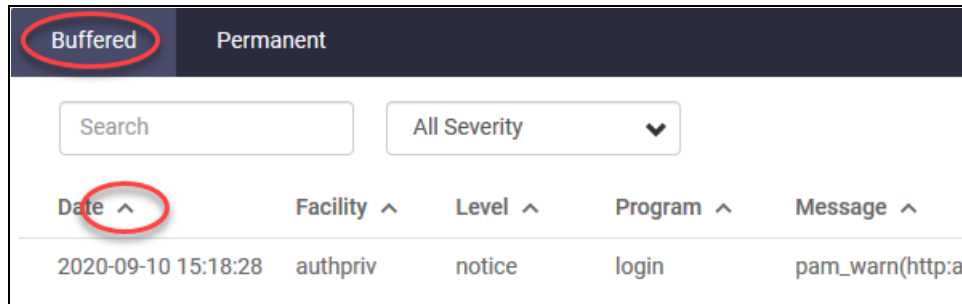 Buffered Permanent
Search All Severity
Date Facility Level Program Message
2020-09-10 15:18:28 authpriv notice login pam_warn(http:a